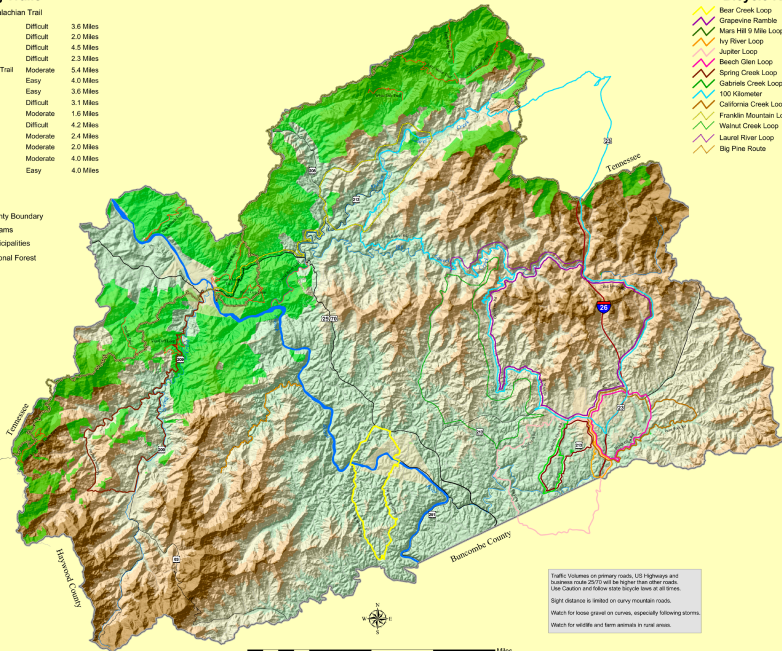 alachian Trail
Difficult 3.6 Miles
Difficult 2.0 Miles
Difficult 4.5 Miles
Difficult 2.3 Miles
Trail Moderate 5.4 Miles
Easy 4.0 Miles
Easy 3.6 Miles
Difficult 3.1 Miles
Moderate 1.6 Miles
Difficult 4.2 Miles
Moderate 2.4 Miles
Moderate 2.0 Miles
Moderate 4.0 Miles
Easy 4.0 Miles
nty Boundary
ams
icipalities
onal Forest
Bear Creek Loop
Grapevine Ramble
Mars Hill 9 Mile Loop
Ivy River Loop
Jupiter Loop
Beech Glen Loop
Spring Creek Loop
Gabriels Creek Loop
100 Kilometer
California Creek Loo
Franklin Mountain Lo
Walnut Creek Loop
Laurel River Loop
Big Pine Route
Tennessee
212
26
25/70
209
209
213
Tennessee
Haywood County
Buncombe County
N
W E
S
Miles
Traffic Volumes on primary roads, US Highways and
business route 25/70 will be higher than other roads.
Use Caution and follow state bicycle laws at all times.
Sight distance is limited on curvy mountain roads.
Watch for loose gravel on curves, especially following storms.
Watch for wildlife and farm animals in rural areas.